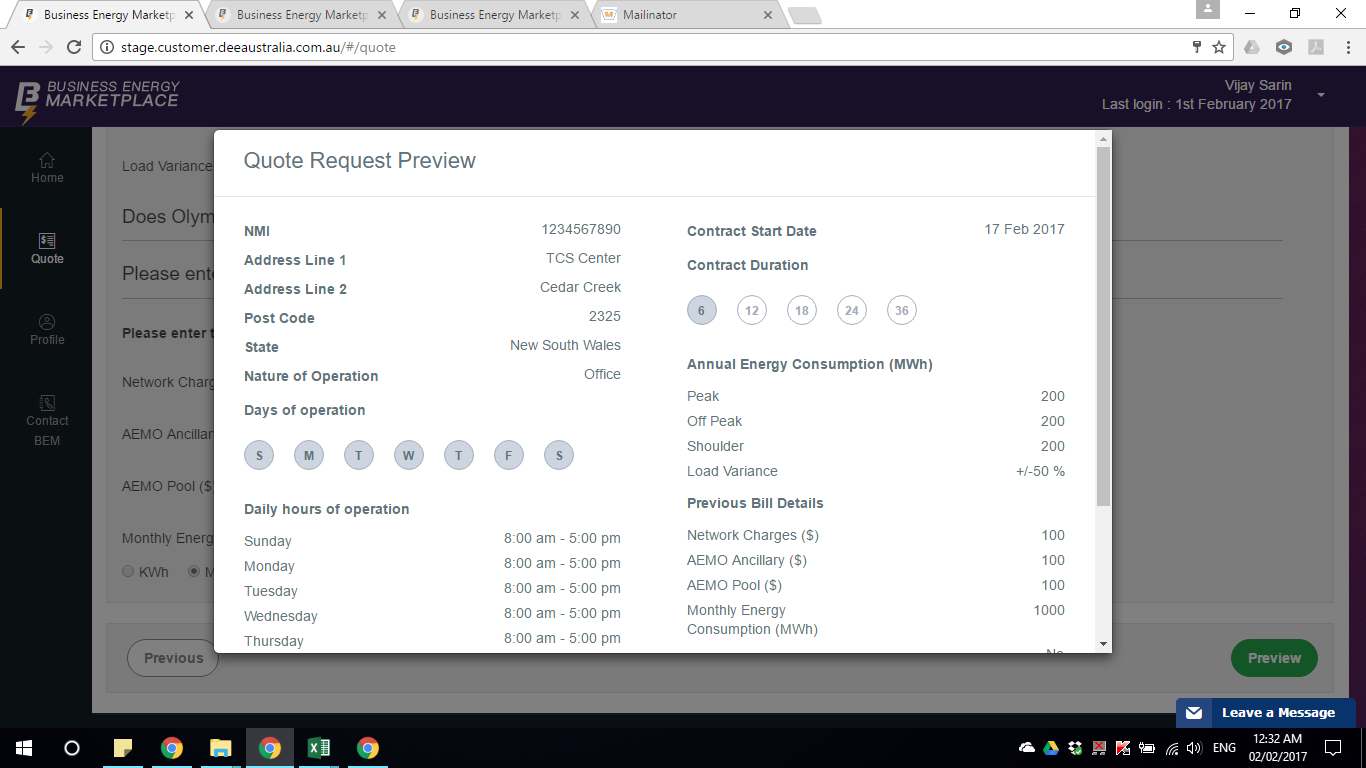 Business Energy Marketp
Business Energy Marketp
Business Energy Marketp
Mailinator
stage.customer.deeaustralia.com.au/#/quote
BUSINESS ENERGY
MARKETPLACE
Vijay Sarin
Last login : 1st February 2017
Home
Quote
Profile
Contact
BEM
Load Variance
Does Olym
Please ent
Please enter t
Network Charg
AEMO Ancillar
AEMO Pool ($
Monthly Energ
KWh M
Previous
Preview
Quote Request Preview
NMI 1234567890
Address Line 1 TCS Center
Address Line 2 Cedar Creek
Post Code 2325
State New South Wales
Nature of Operation Office
Days of operation
S M T W T F S
Daily hours of operation
Sunday 8:00 am - 5:00 pm
Monday 8:00 am - 5:00 pm
Tuesday 8:00 am - 5:00 pm
Wednesday 8:00 am - 5:00 pm
Thursday 8:00 am - 5:00 pm
Contract Start Date 17 Feb 2017
Contract Duration
6 12 18 24 36
Annual Energy Consumption (MWh)
Peak 200
Off Peak 200
Shoulder 200
Load Variance +/-50 %
Previous Bill Details
Network Charges ($) 100
AEMO Ancillary ($) 100
AEMO Pool ($) 100
Monthly Energy 1000
Consumption (MWh)
No
Leave a Message
ENG
12:32 AM
02/02/2017